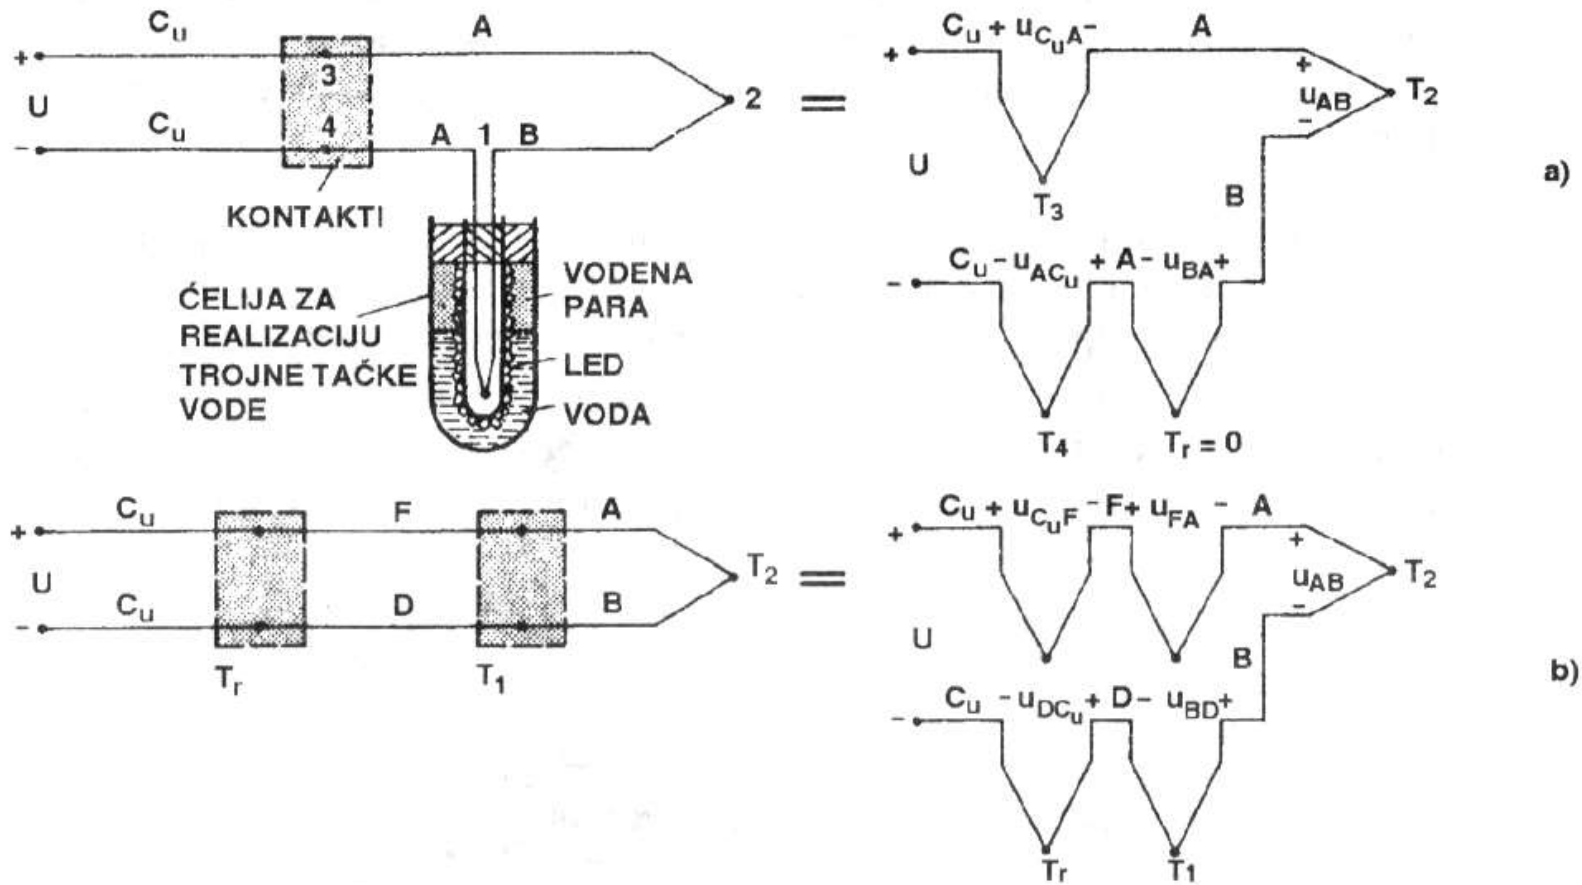 Cu A
+ 3
U
Cu 4 A 1 B 2
-
KONTAKTI
ĆELIJA ZA
REALIZACIJU
TROJNE TAČKE
VODE
VODENA
PARA
LED
VODA
=
Cu + uCuA - A
+ + T2
uAB
-
U T3 B
Cu - uACu + A - uBA +
-
T4 Tr = 0
a)
Cu F A
+
U T2
Cu D B
-
Tr T1
=
Cu + uCuF - F + uFA - A
+ + T2
uAB
-
U B
Cu - uDCu + D - uBD +
-
Tr T1
b)